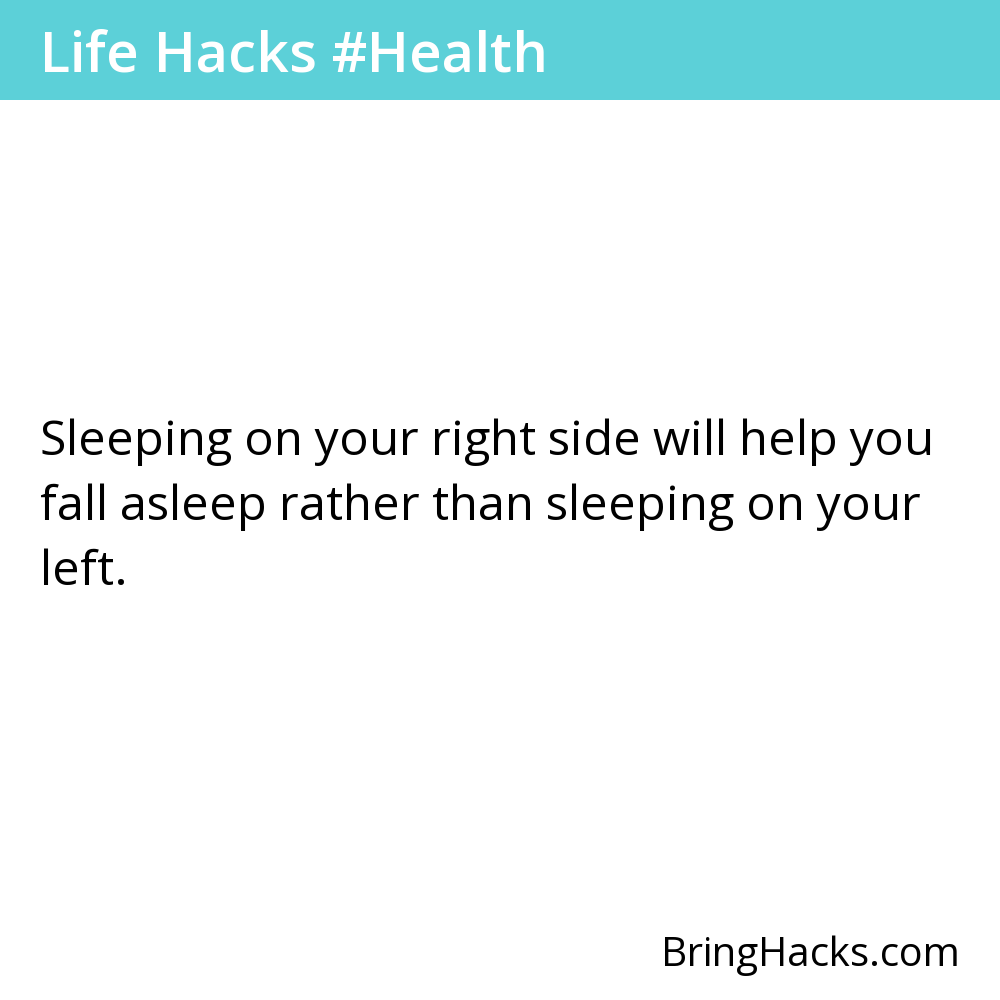 Life Hacks #Health
Sleeping on your right side will help you
fall asleep rather than sleeping on your
left.
BringHacks.com